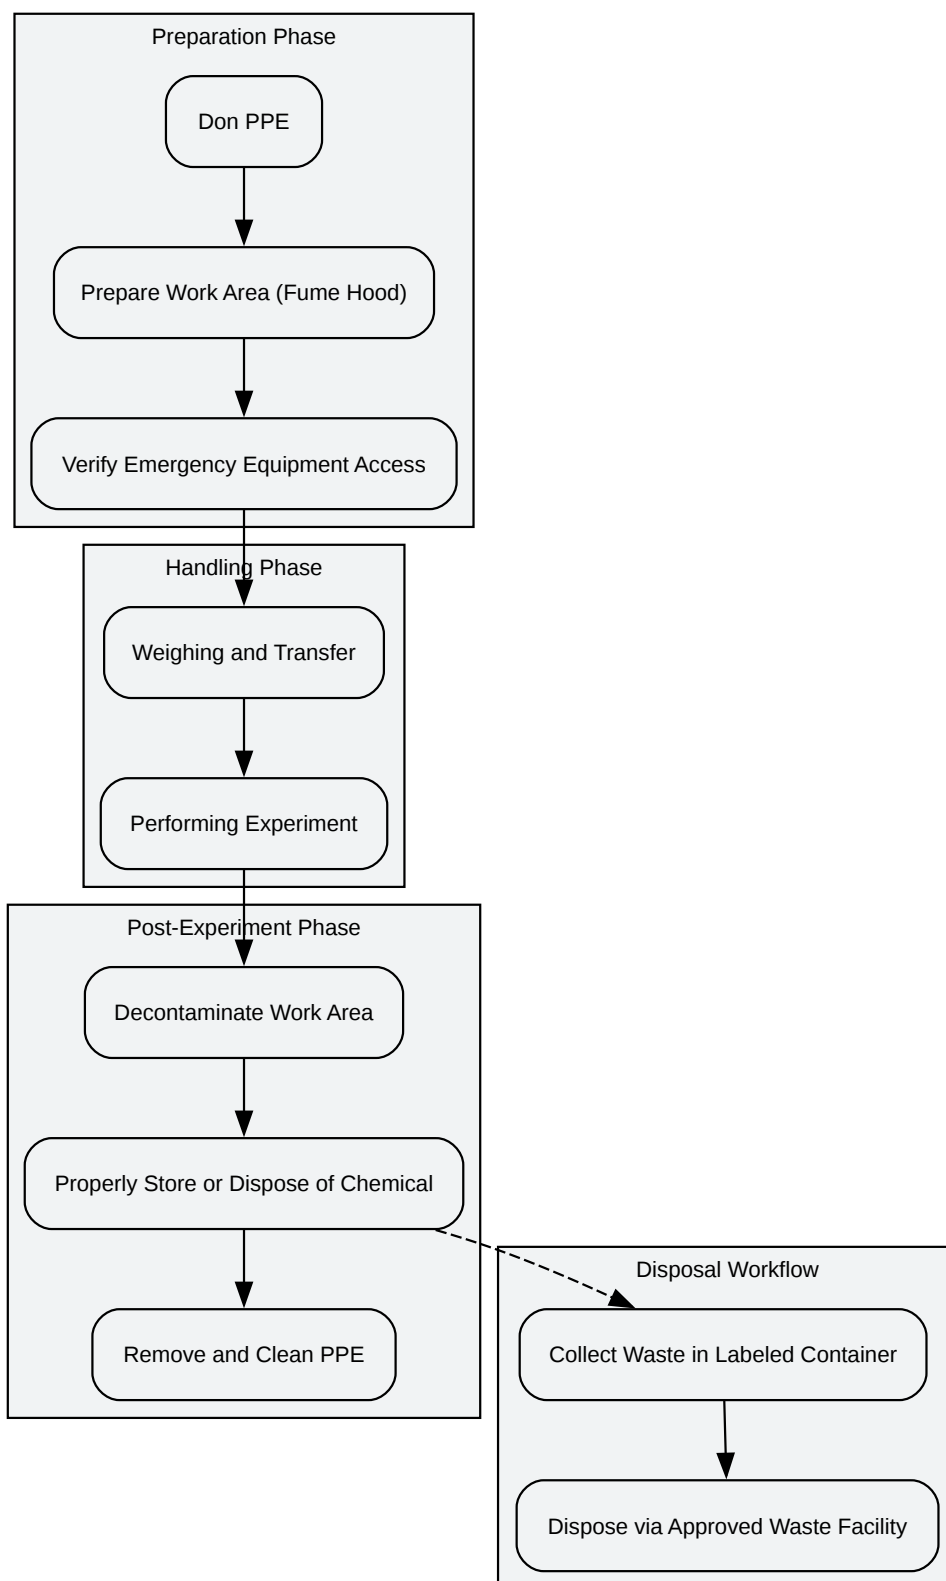 Preparation Phase
Don PPE
Prepare Work Area (Fume Hood)
Verify Emergency Equipment Access
Handling Phase
Weighing and Transfer
Performing Experiment
Post-Experiment Phase
Decontaminate Work Area
Properly Store or Dispose of Chemical
Remove and Clean PPE
Disposal Workflow
Collect Waste in Labeled Container
Dispose via Approved Waste Facility